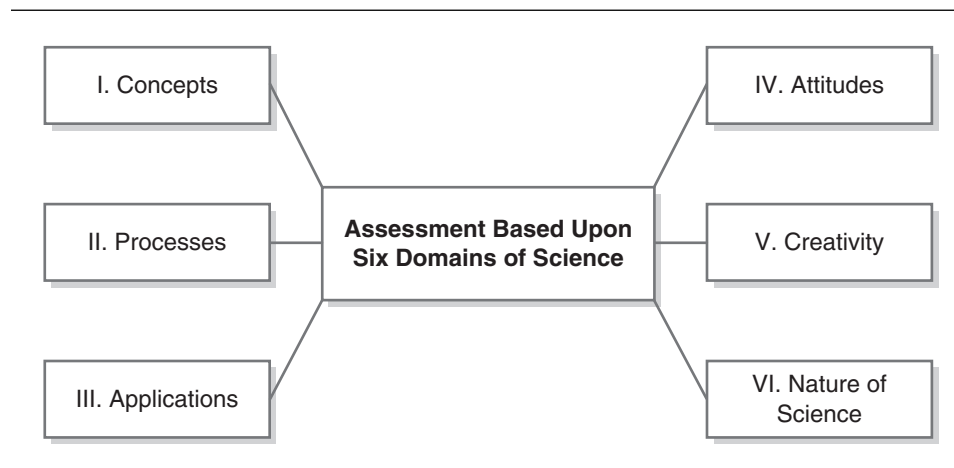 I. Concepts
II. Processes
III. Applications
Assessment Based Upon
Six Domains of Science
IV. Attitudes
V. Creativity
VI. Nature of
Science